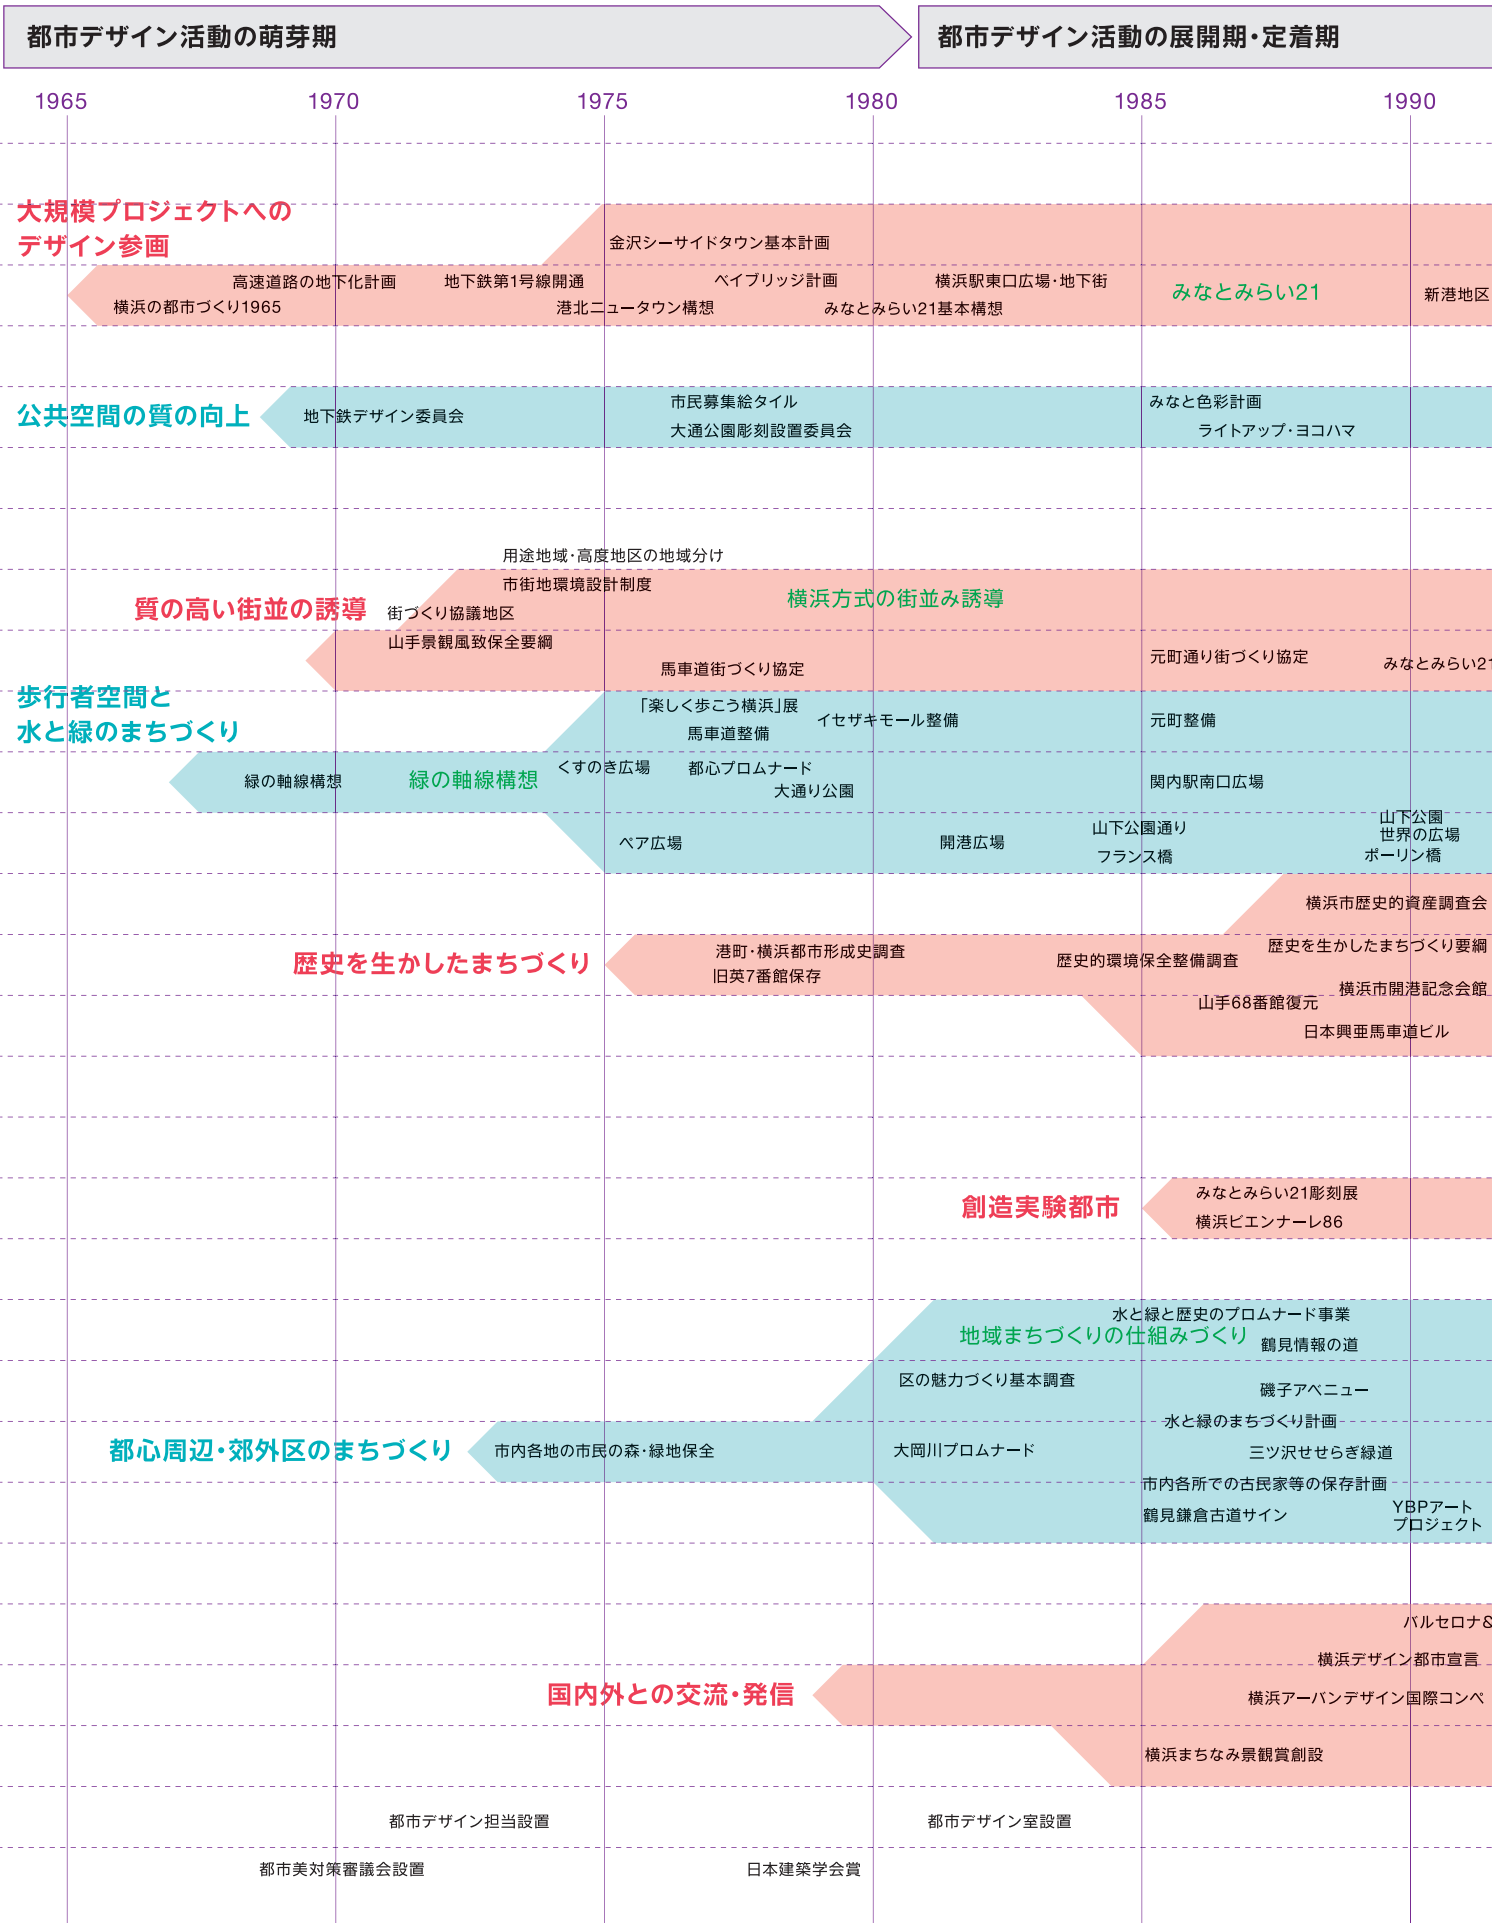 都市デザイン活動の萌芽期
都市デザイン活動の展開期・定着期
1965
1970
1975
1980
1985
1990
大規模プロジェクトへの
デザイン参画
金沢シーサイドタウン基本計画
高速道路の地下化計画
地下鉄第1号線開通
ベイブリッジ計画
横浜駅東口広場・地下街
みなとみらい21
新港地区
横浜の都市づくり1965
港北ニュータウン構想
みなとみらい21基本構想
公共空間の質の向上
地下鉄デザイン委員会
市民募集絵タイル
大通公園彫刻設置委員会
みなと色彩計画
ライトアップ・ヨコハマ
用途地域・高度地区の地域分け
市街地環境設計制度
横浜方式の街並み誘導
質の高い街並の誘導
街づくり協議地区
山手景観風致保全要綱
馬車道街づくり協定
元町通り街づくり協定
みなとみらい21
歩行者空間と
水と緑のまちづくり
「楽しく歩こう横浜」展
イセザキモール整備
元町整備
馬車道整備
緑の軸線構想
緑の軸線構想
くすのき広場
都心プロムナード
大通り公園
関内駅南口広場
ペア広場
開港広場
山下公園通り
フランス橋
山下公園
世界の広場
ポーリン橋
横浜市歴史的資産調査会
歴史を生かしたまちづくり
港町・横浜都市形成史調査
旧英7番館保存
歴史的環境保全整備調査
歴史を生かしたまちづくり要綱
横浜市開港記念会館
山手68番館復元
日本興亜馬車道ビル
創造実験都市
みなとみらい21彫刻展
横浜ビエンナーレ86
水と緑と歴史のプロムナード事業
地域まちづくりの仕組みづくり
鶴見情報の道
区の魅力づくり基本調査
磯子アベニュー
水と緑のまちづくり計画
都心周辺・郊外区のまちづくり
市内各地の市民の森・緑地保全
大岡川プロムナード
三ツ沢せせらぎ緑道
市内各所での古民家等の保存計画
鶴見鎌倉古道サイン
YBPアート
プロジェクト
バルセロナ&
横浜デザイン都市宣言
国内外との交流・発信
横浜アーバンデザイン国際コンペ
横浜まちなみ景観賞創設
都市デザイン担当設置
都市デザイン室設置
都市美対策審議会設置
日本建築学会賞